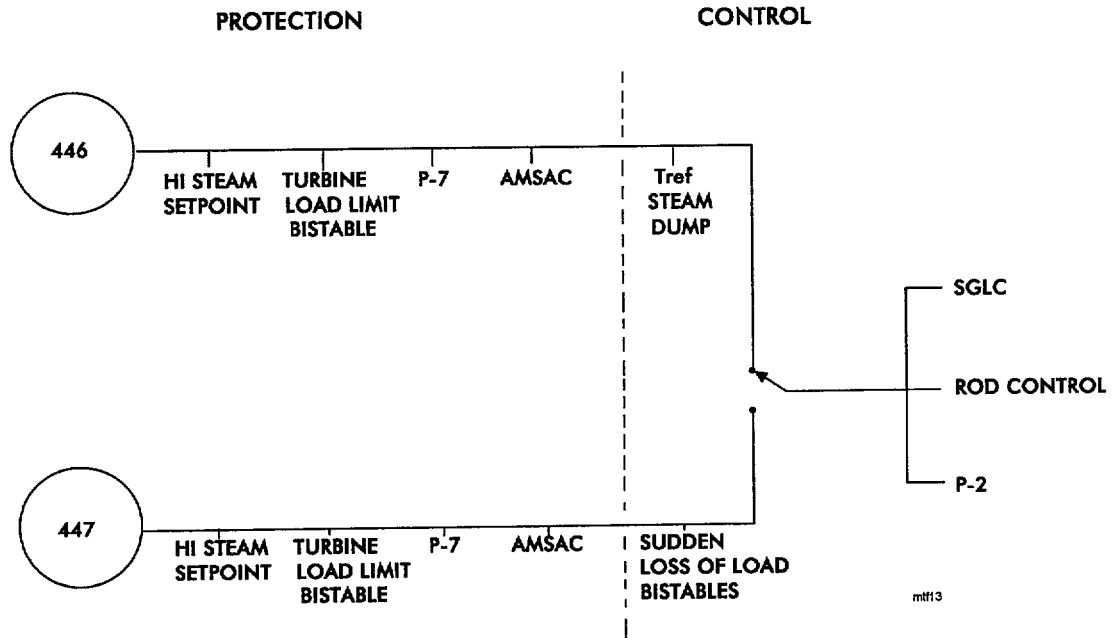 PROTECTION
CONTROL
446
HI STEAM
SETPOINT
TURBINE
LOAD LIMIT
BISTABLE
P-7
AMSAC
Tref
STEAM
DUMP
SGLC
ROD CONTROL
P-2
447
HI STEAM
SETPOINT
TURBINE
LOAD LIMIT
BISTABLE
P-7
AMSAC
SUDDEN
LOSS OF LOAD
BISTABLES
mtf13